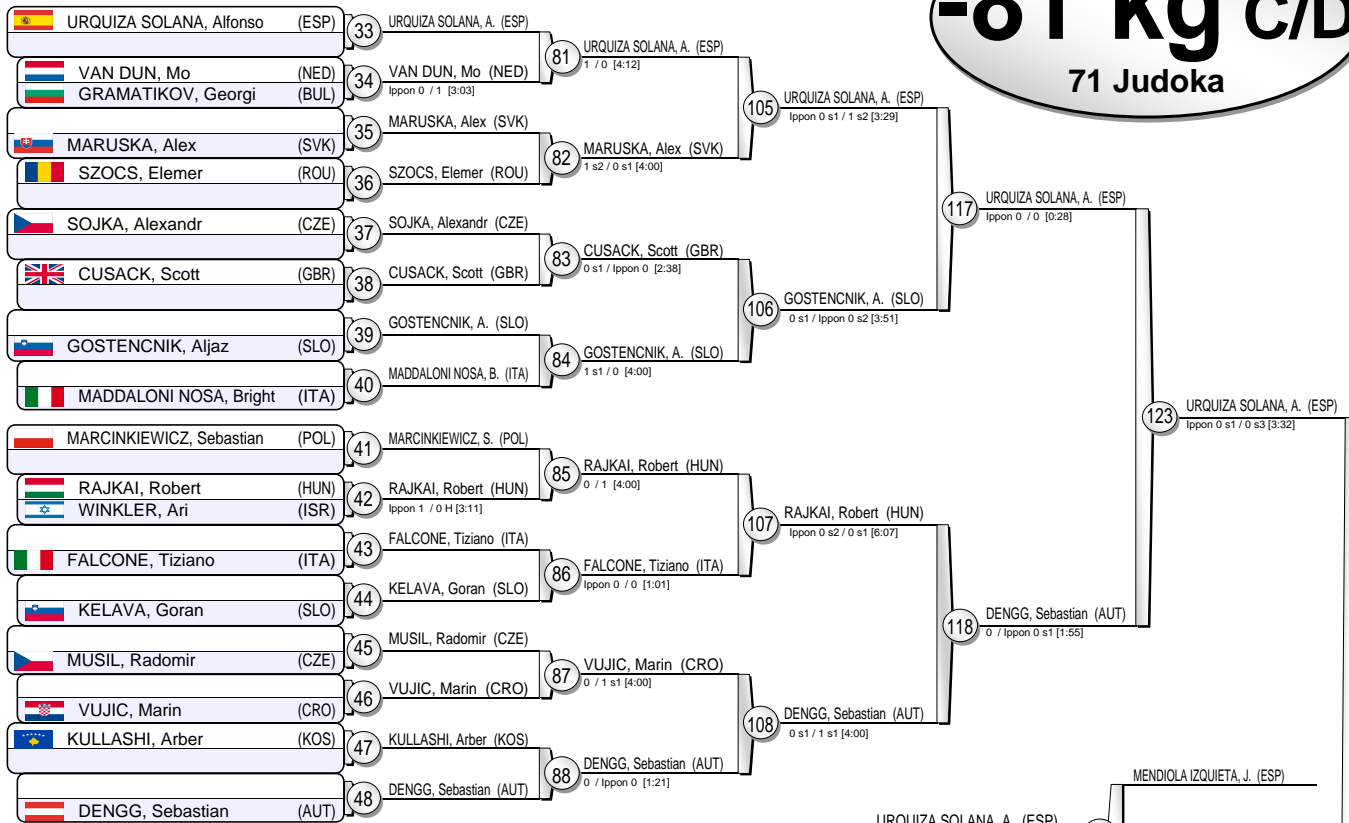 -81 kg C/D
71 Judoka
URQUIZA SOLANA, Alfonso (ESP)
VAN DUN, Mo (NED)
GRAMATIKOV, Georgi (BUL)
MARUSKA, Alex (SVK)
SZOCS, Elemer (ROU)
SOJKA, Alexandr (CZE)
CUSACK, Scott (GBR)
GOSTENCNIK, Aljaz (SLO)
MADDALONI NOSA, Bright (ITA)
MARCINKIEWICZ, Sebastian (POL)
RAJKAI, Robert (HUN)
WINKLER, Ari (ISR)
FALCONE, Tiziano (ITA)
KELAVA, Goran (SLO)
MUSIL, Radomir (CZE)
VUJIC, Marin (CRO)
KULLASHI, Arber (KOS)
DENGG, Sebastian (AUT)
33 URQUIZA SOLANA, A. (ESP)
34 VAN DUN, Mo (NED)
Ippon 0 / 1 [3:03]
35 MARUSKA, Alex (SVK)
36 SZOCS, Elemer (ROU)
37 SOJKA, Alexandr (CZE)
38 CUSACK, Scott (GBR)
39 GOSTENCNIK, A. (SLO)
40 MADDALONI NOSA, B. (ITA)
41 MARCINKIEWICZ, S. (POL)
42 RAJKAI, Robert (HUN)
Ippon 1 / 0 H [3:11]
43 FALCONE, Tiziano (ITA)
44 KELAVA, Goran (SLO)
45 MUSIL, Radomir (CZE)
46 VUJIC, Marin (CRO)
47 KULLASHI, Arber (KOS)
48 DENGG, Sebastian (AUT)
81 URQUIZA SOLANA, A. (ESP)
1 / 0 [4:12]
82 MARUSKA, Alex (SVK)
1 s2 / 0 s1 [4:00]
83 CUSACK, Scott (GBR)
0 s1 / Ippon 0 [2:38]
84 GOSTENCNIK, A. (SLO)
1 s1 / 0 [4:00]
85 RAJKAI, Robert (HUN)
0 / 1 [4:00]
86 FALCONE, Tiziano (ITA)
Ippon 0 / 0 [1:01]
87 VUJIC, Marin (CRO)
0 / 1 s1 [4:00]
88 DENGG, Sebastian (AUT)
0 / Ippon 0 [1:21]
105 URQUIZA SOLANA, A. (ESP)
Ippon 0 s1 / 1 s2 [3:29]
106 GOSTENCNIK, A. (SLO)
0 s1 / Ippon 0 s2 [3:51]
107 RAJKAI, Robert (HUN)
Ippon 0 s2 / 0 s1 [6:07]
108 DENGG, Sebastian (AUT)
0 s1 / 1 s1 [4:00]
117 URQUIZA SOLANA, A. (ESP)
Ippon 0 / 0 [0:28]
118 DENGG, Sebastian (AUT)
0 / Ippon 0 s1 [1:55]
123 URQUIZA SOLANA, A. (ESP)
Ippon 0 s1 / 0 s3 [3:32]
MENDIOLA IZQUIETA, J. (ESP)
URQUIZA SOLANA, A. (ESP)